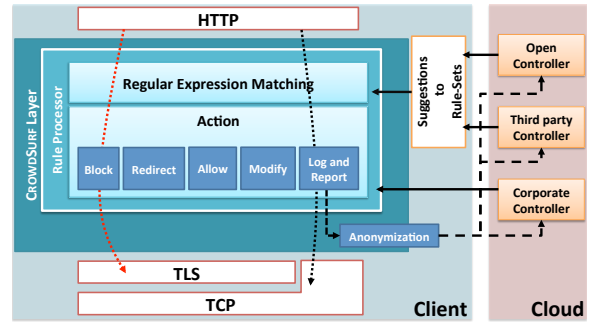 HTTP
CROWDSURF Layer
Rule Processor
Regular Expression Matching
Action
Block
Redirect
Allow
Modify
Log and
Report
Anonymization
Suggestions
to
Rule-Sets
Open
Controller
Third party
Controller
Corporate
Controller
TLS
TCP
Client
Cloud